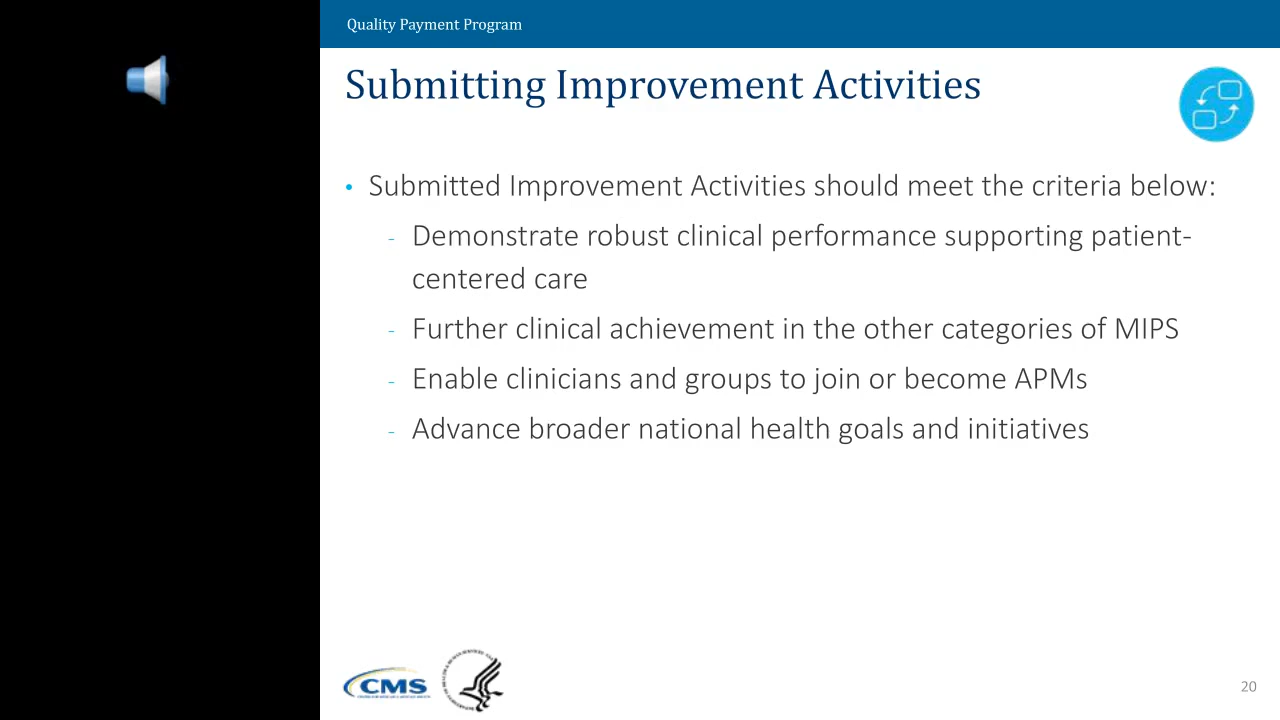 Quality Payment Program
Submitting Improvement Activities
• Submitted Improvement Activities should meet the criteria below:
- Demonstrate robust clinical performance supporting patient-
centered care
- Further clinical achievement in the other categories of MIPS
- Enable clinicians and groups to join or become APMs
- Advance broader national health goals and initiatives
CMS
20